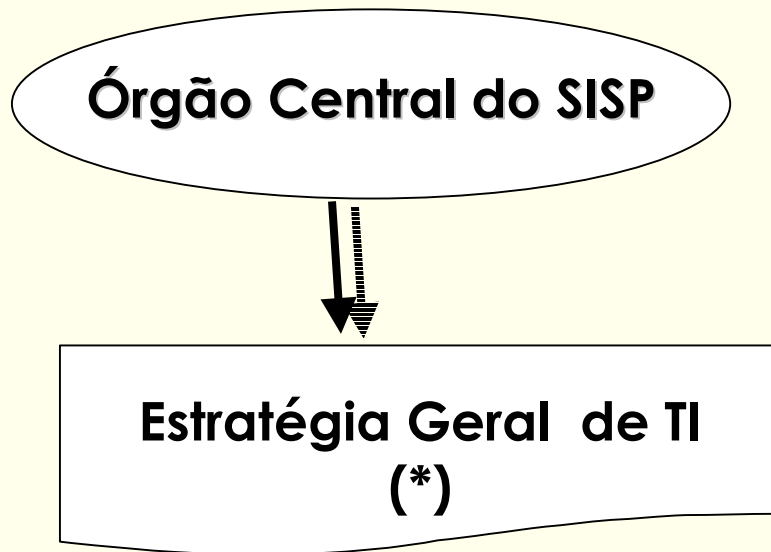 Órgão Central do SISP
Estratégia Geral de TI
(*)